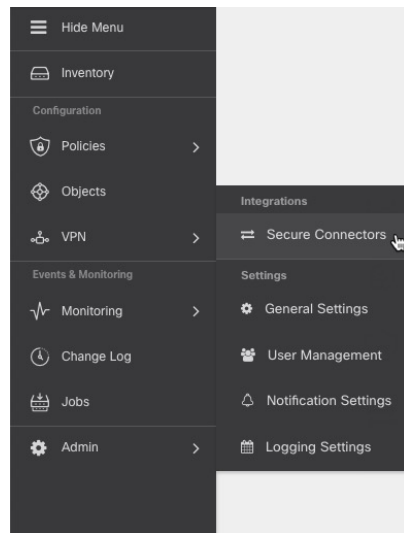 Hide Menu
Inventory
Configuration
Policies
Objects
VPN
Events & Monitoring
Monitoring
Change Log
Jobs
Admin
Integrations
Secure Connectors
Settings
General Settings
User Management
Notification Settings
Logging Settings